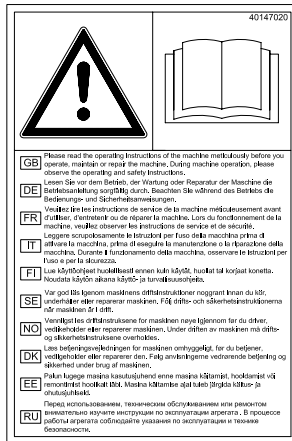 40147020
GB Please read the operating instructions of the machine meticulously before you
operate, maintain or repair the machine. During machine operation, please
observe the operating and safety instructions.
DE Lesen Sie vor dem Betrieb, der Wartung oder Reparatur der Maschine die
Betriebsanleitung sorgfältig durch. Beachten Sie während des Betriebs die
Bedienungs- und Sicherheitsanweisungen.
FR Veuillez lire les instructions de service de la machine méticuleusement avant
d'utiliser, d'entretenir ou de réparer la machine. Lors du fonctionnement de la
machine, veuillez observer les instructions de service et de sécurité.
IT Leggere scrupolosamente le istruzioni per l'uso della macchina prima di
attivare la macchina, prima di eseguire la manutenzione o la riparazione della
macchina. Durante il funzionamento della macchina, osservare le istruzioni per
l'uso e per la sicurezza.
FI Lue käyttöohjeet huolellisesti ennen kuin käytät, huollat tai korjaat konetta.
Noudata käytön aikana käyttö- ja turvallisuusohjeita.
SE Var god läs igenom maskinens driftsinstruktioner noggrant innan du kör,
underhåller eller reparerar maskinen. Följ drifts- och säkerhetsinstruktionerna
när maskinen är i drift.
NO Vennligst les driftsinstruksene for maskinen nøye igjennom før du driver,
vedlikeholder eller reparerer maskinen. Under driften av maskinen må drifts-
og sikkerhetsinstruksene overholdes.
DK Læs betjeningsvejledningen for maskinen omhyggeligt, før du betjener,
vedligeholder eller reparerer den. Følg anvisningerne vedrørende betjening og
sikkerhed under brug af maskinen.
EE Palun lugege masina kasutusjuhend enne masina käitamist, hooldamist või
remontimist hoolikalt läbi. Masina käitamise ajal tuleb järgida käitus- ja
ohutusjuhiseid.
RU Перед использованием, техническим обслуживанием или ремонтом
внимательно изучите инструкции по эксплуатации агрегата . В процессе
работы агрегата соблюдайте указания по эксплуатации и технике
безопасности.